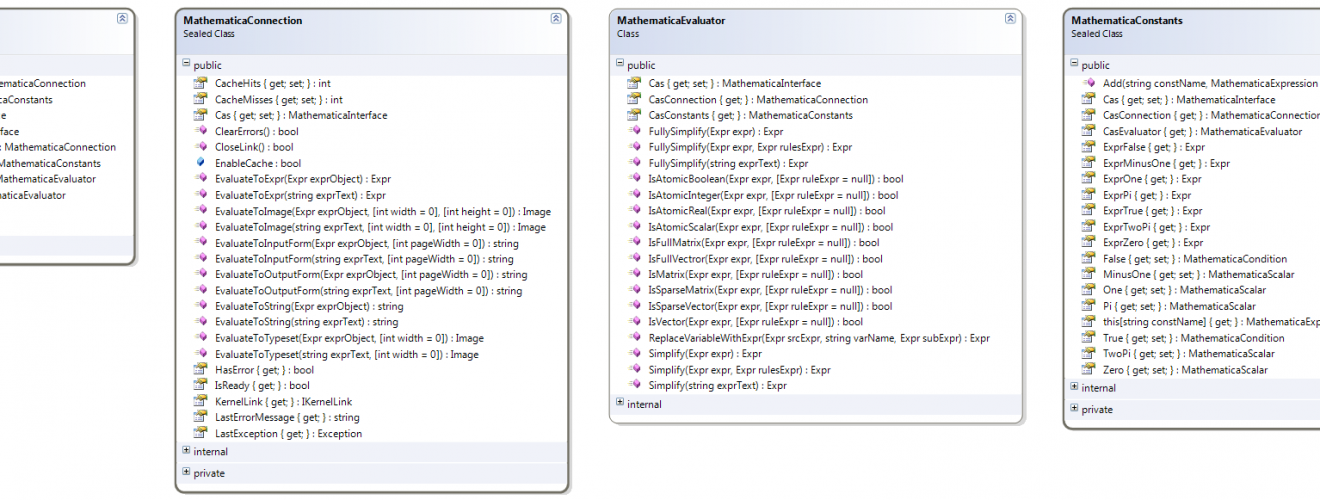 ematicaConnection
aConstants
e
face
: MathematicaConnection
MathematicaConstants
MathematicaEvaluator
aticaEvaluator
MathematicaConnection
Sealed Class
public
CacheHits { get; set; } : int
CacheMisses { get; set; } : int
Cas { get; set; } : MathematicaInterface
ClearErrors() : bool
CloseLink() : bool
EnableCache : bool
EvaluateToExpr(Expr exprObject) : Expr
EvaluateToExpr(string exprText) : Expr
EvaluateToImage(Expr exprObject, [int width = 0], [int height = 0]) : Image
EvaluateToImage(string exprText, [int width = 0], [int height = 0]) : Image
EvaluateToInputForm(Expr exprObject, [int pageWidth = 0]) : string
EvaluateToInputForm(string exprText, [int pageWidth = 0]) : string
EvaluateToOutputForm(Expr exprObject, [int pageWidth = 0]) : string
EvaluateToOutputForm(string exprText, [int pageWidth = 0]) : string
EvaluateToString(Expr exprObject) : string
EvaluateToString(string exprText) : string
EvaluateToTypeset(Expr exprObject, [int width = 0]) : Image
EvaluateToTypeset(string exprText, [int width = 0]) : Image
HasError { get; } : bool
IsReady { get; } : bool
KernelLink { get; } : IKernelLink
LastErrorMessage { get; } : string
LastException { get; } : Exception
internal
private
MathematicaEvaluator
Class
public
Cas { get; set; } : MathematicaInterface
CasConnection { get; } : MathematicaConnection
CasConstants { get; } : MathematicaConstants
FullySimplify(Expr expr) : Expr
FullySimplify(Expr expr, Expr rulesExpr) : Expr
FullySimplify(string exprText) : Expr
IsAtomicBoolean(Expr expr, [Expr ruleExpr = null]) : bool
IsAtomicInteger(Expr expr, [Expr ruleExpr = null]) : bool
IsAtomicReal(Expr expr, [Expr ruleExpr = null]) : bool
IsAtomicScalar(Expr expr, [Expr ruleExpr = null]) : bool
IsFullMatrix(Expr expr, [Expr ruleExpr = null]) : bool
IsFullVector(Expr expr, [Expr ruleExpr = null]) : bool
IsMatrix(Expr expr, [Expr ruleExpr = null]) : bool
IsSparseMatrix(Expr expr, [Expr ruleExpr = null]) : bool
IsSparseVector(Expr expr, [Expr ruleExpr = null]) : bool
IsVector(Expr expr, [Expr ruleExpr = null]) : bool
ReplaceVariableWithExpr(Expr srcExpr, string varName, Expr subExpr) : Expr
Simplify(Expr expr) : Expr
Simplify(Expr expr, Expr rulesExpr) : Expr
Simplify(string exprText) : Expr
internal
MathematicaConstants
Sealed Class
public
Add(string constName, MathematicaExpression
Cas { get; set; } : MathematicaInterface
CasConnection { get; } : MathematicaConnection
CasEvaluator { get; } : MathematicaEvaluator
ExprFalse { get; } : Expr
ExprMinusOne { get; } : Expr
ExprOne { get; } : Expr
ExprPi { get; } : Expr
ExprTrue { get; } : Expr
ExprTwoPi { get; } : Expr
ExprZero { get; } : Expr
False { get; set; } : MathematicaCondition
MinusOne { get; set; } : MathematicaScalar
One { get; set; } : MathematicaScalar
Pi { get; set; } : MathematicaScalar
this[string constName] { get; } : MathematicaExp
True { get; set; } : MathematicaCondition
TwoPi { get; set; } : MathematicaScalar
Zero { get; set; } : MathematicaScalar
internal
private